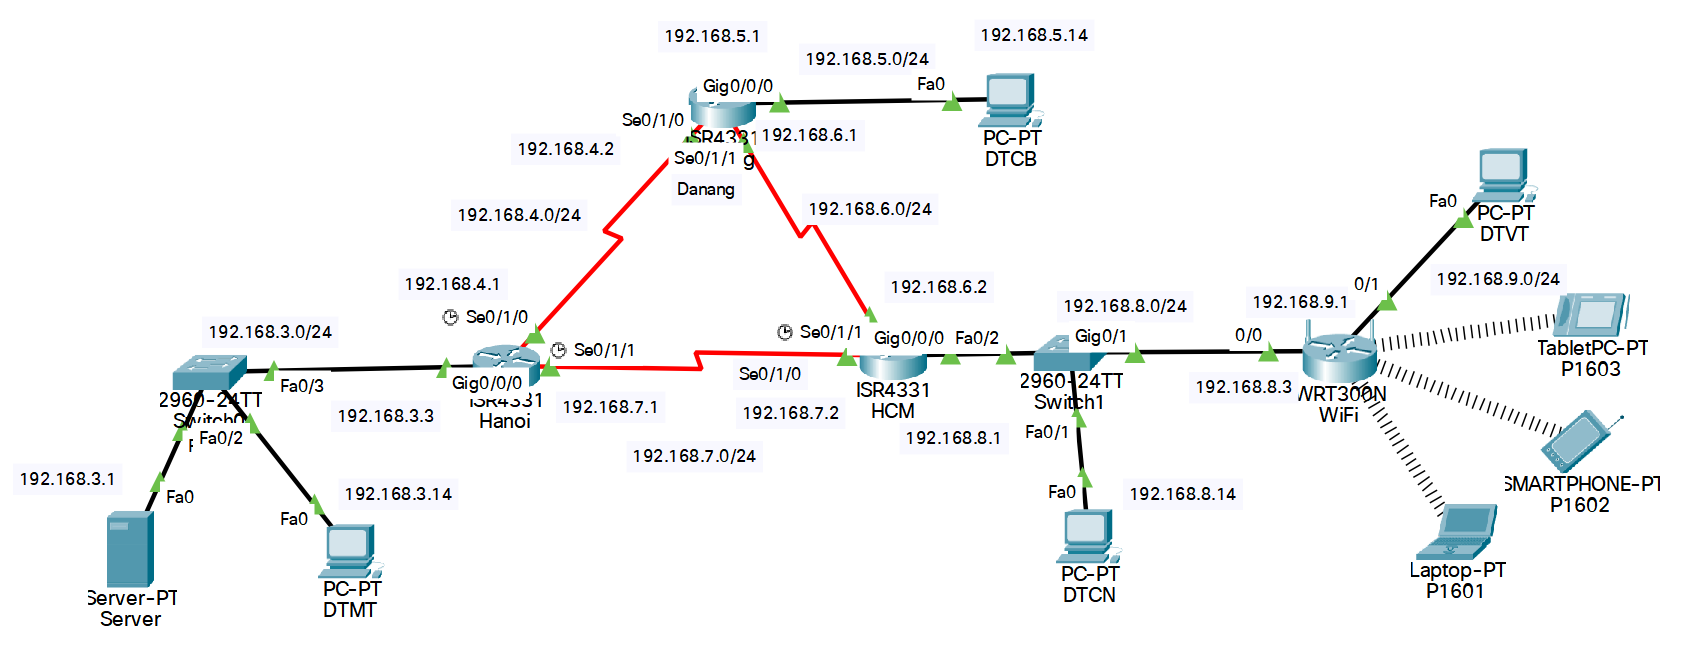 192.168.5.1
192.168.5.14
192.168.5.0/24
Gig0/0/0
Fa0
Se0/1/0
ISR4331
192.168.6.1
PC-PT
DTCB
192.168.4.2
Se0/1/1
g
Danang
192.168.4.0/24
192.168.6.0/24
Fa0
PC-PT
DTVT
192.168.4.1
192.168.6.2
0/1
192.168.9.0/24
Se0/1/0
192.168.8.0/24
192.168.9.1
192.168.3.0/24
Se0/1/1
Se0/1/1
Gig0/0/0
Fa0/2
Gig0/1
0/0
TabletPC-PT
P1603
Fa0/3
Gig0/0/0
Se0/1/0
2960-24TT
Switch1
192.168.8.3
WRT300N
WiFi
2960-24TT
Switch0
ISR4331
Hanoi
ISR4331
HCM
192.168.3.3
192.168.7.1
192.168.7.2
Fa0/2
Fa0/1
192.168.8.1
192.168.7.0/24
192.168.3.1
Fa0
192.168.3.14
Fa0
192.168.8.14
SMARTPHONE-PT
P1602
Fa0
Server-PT
Server
PC-PT
DTMT
PC-PT
DTCN
Laptop-PT
P1601